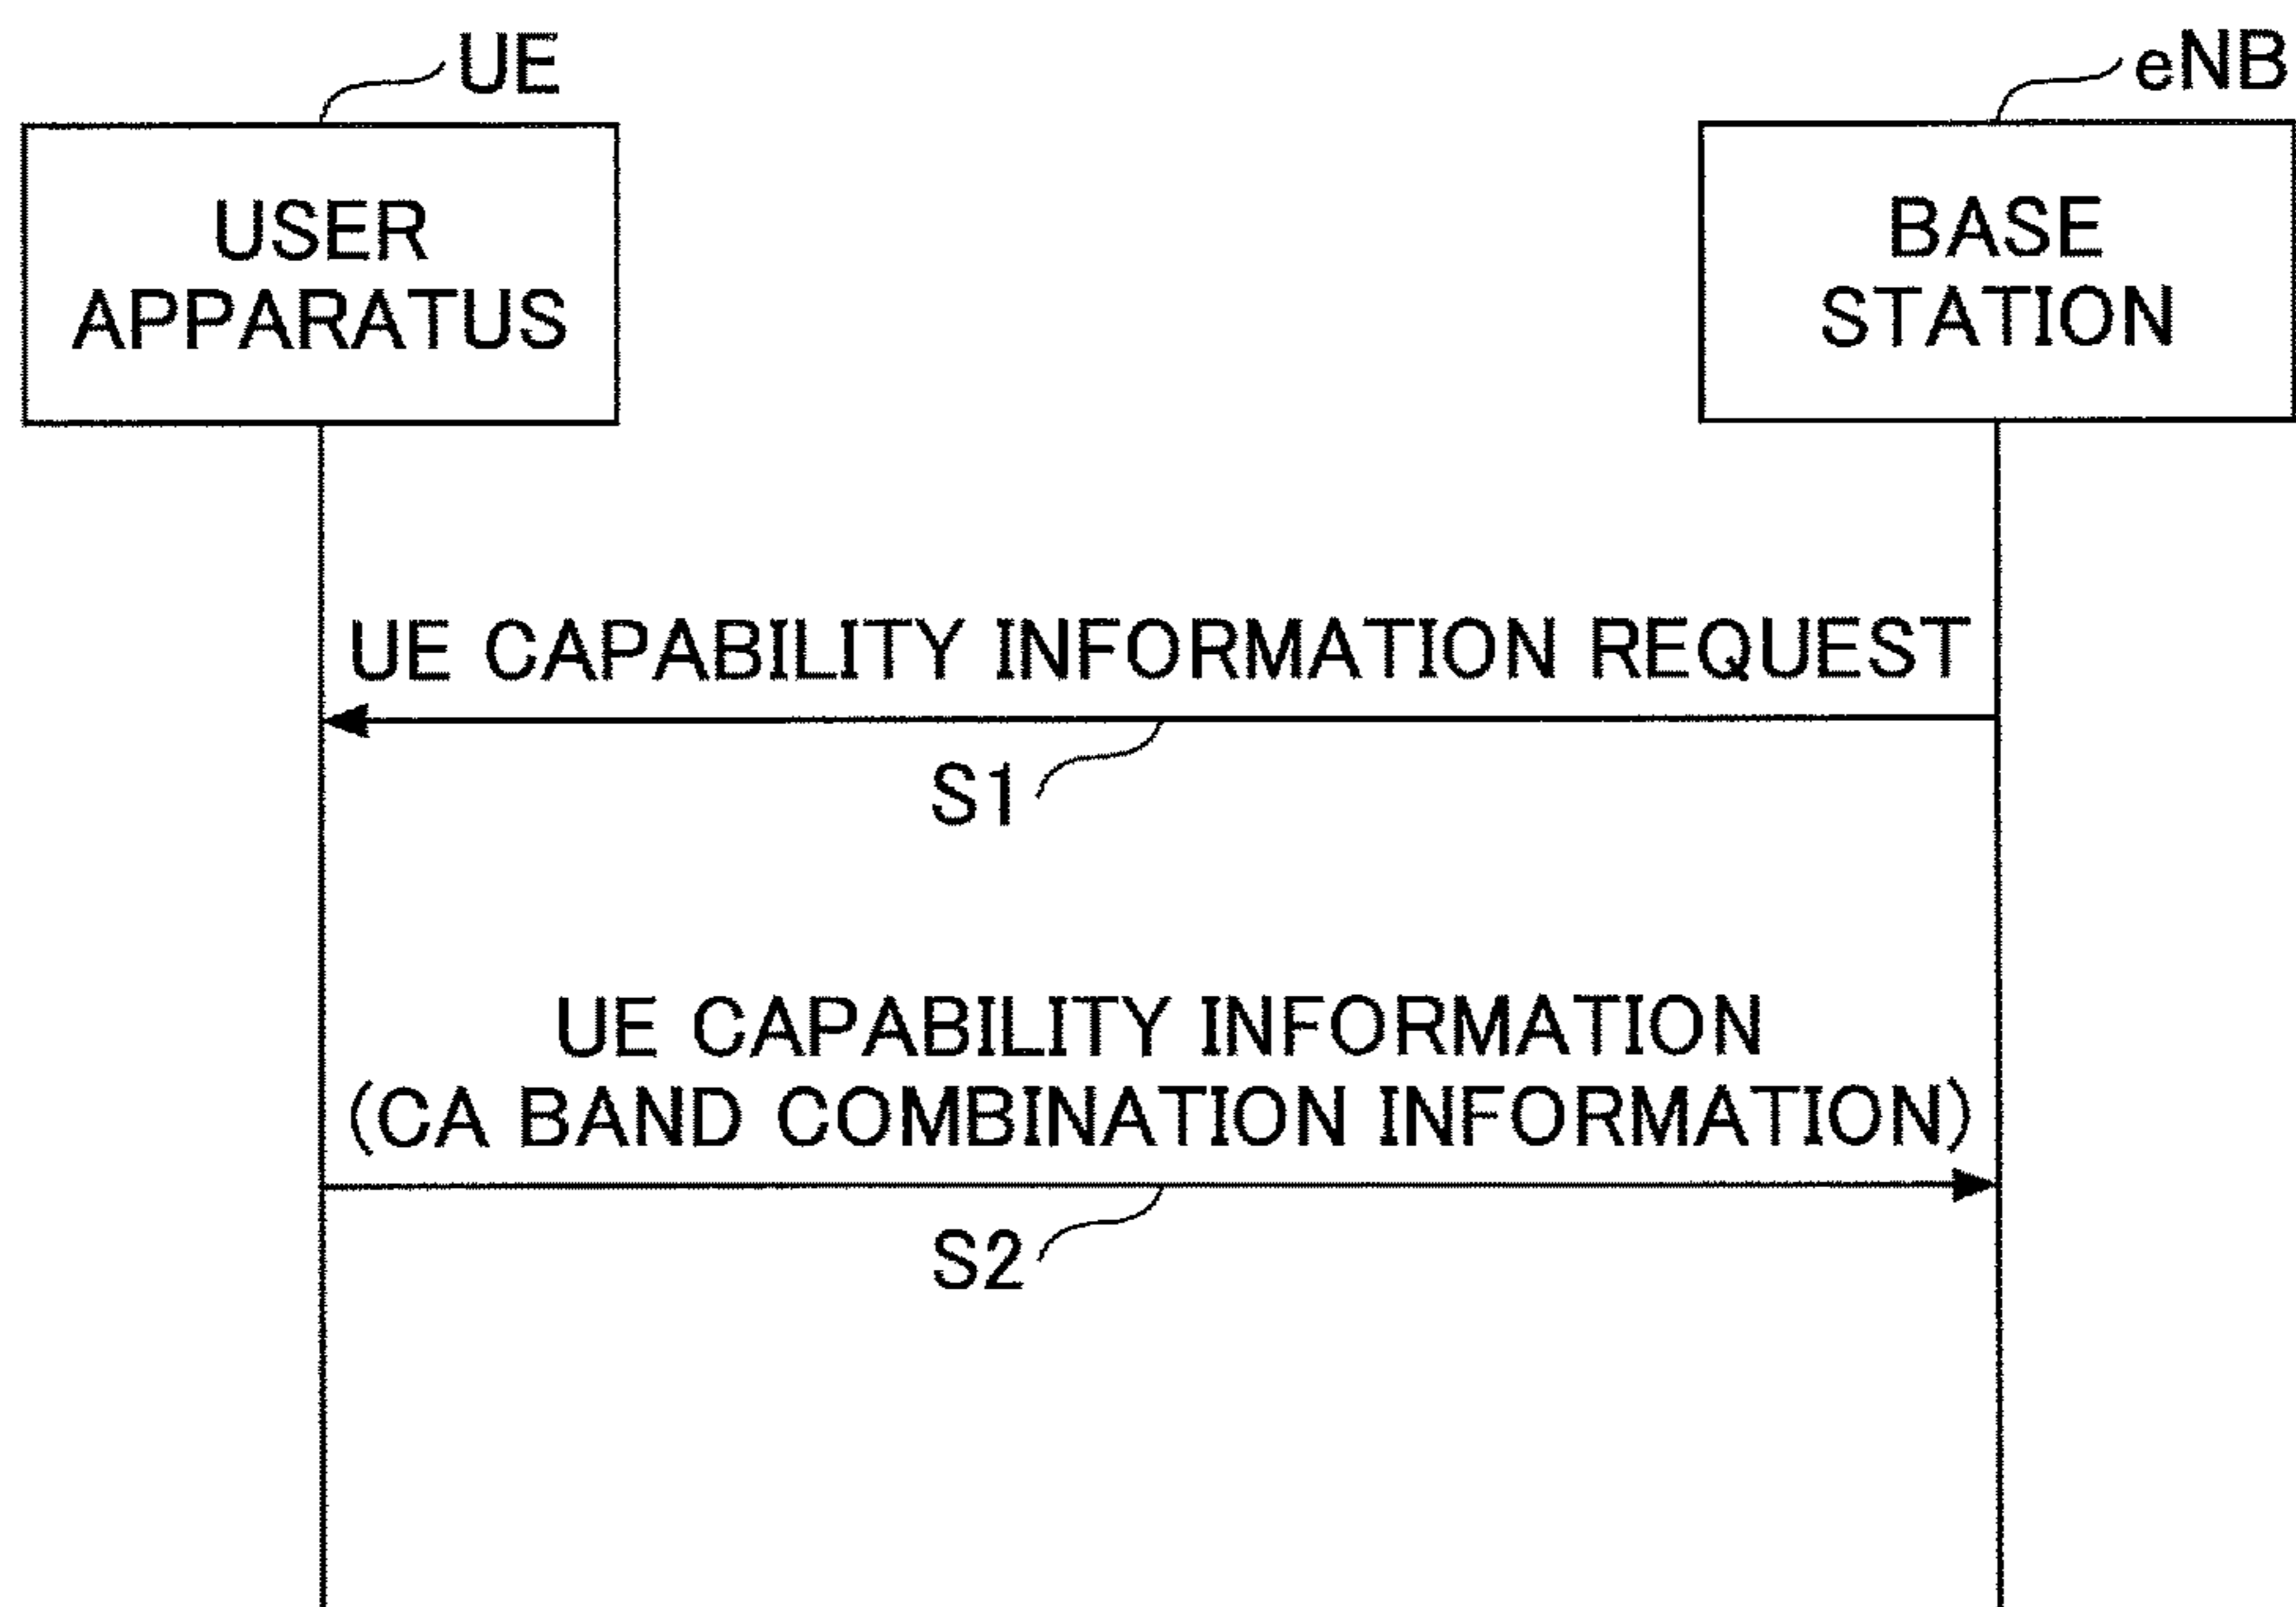 UE
eNB
USER
APPARATUS
BASE
STATION
UE CAPABILITY INFORMATION REQUEST
S1
UE CAPABILITY INFORMATION
(CA BAND COMBINATION INFORMATION)
S2